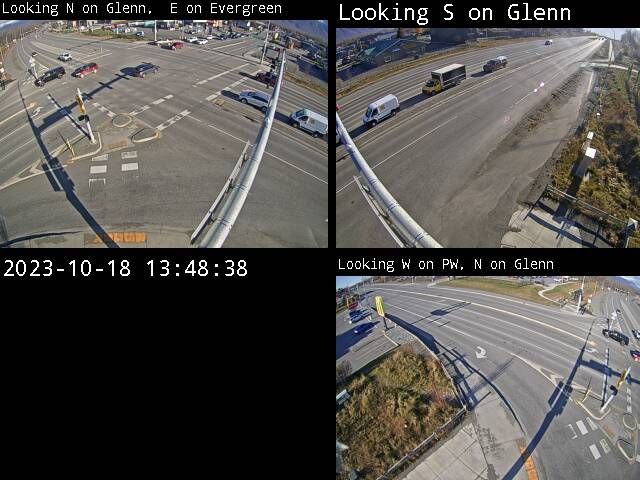 Looking N on Glenn,  E on Evergreen
Looking S on Glenn
2023-10-18 13:48:38
Looking W on PW, N on Glenn